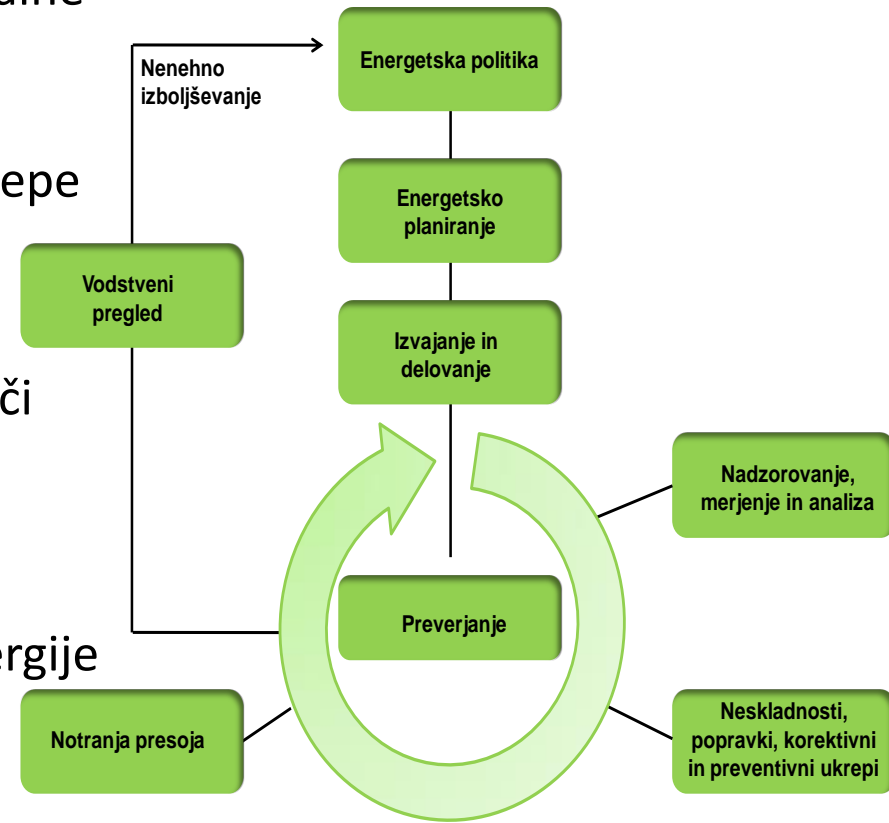 Energetska politika
Nenehno
izboljševanje
Energetsko
planiranje
Vodstveni
pregled
Izvajanje in
delovanje
Nadzorovanje,
merjenje in analiza
Preverjanje
ergije
Notranja presoja
Neskladnosti,
popravki, korektivni
in preventivni ukrepi
epe
či